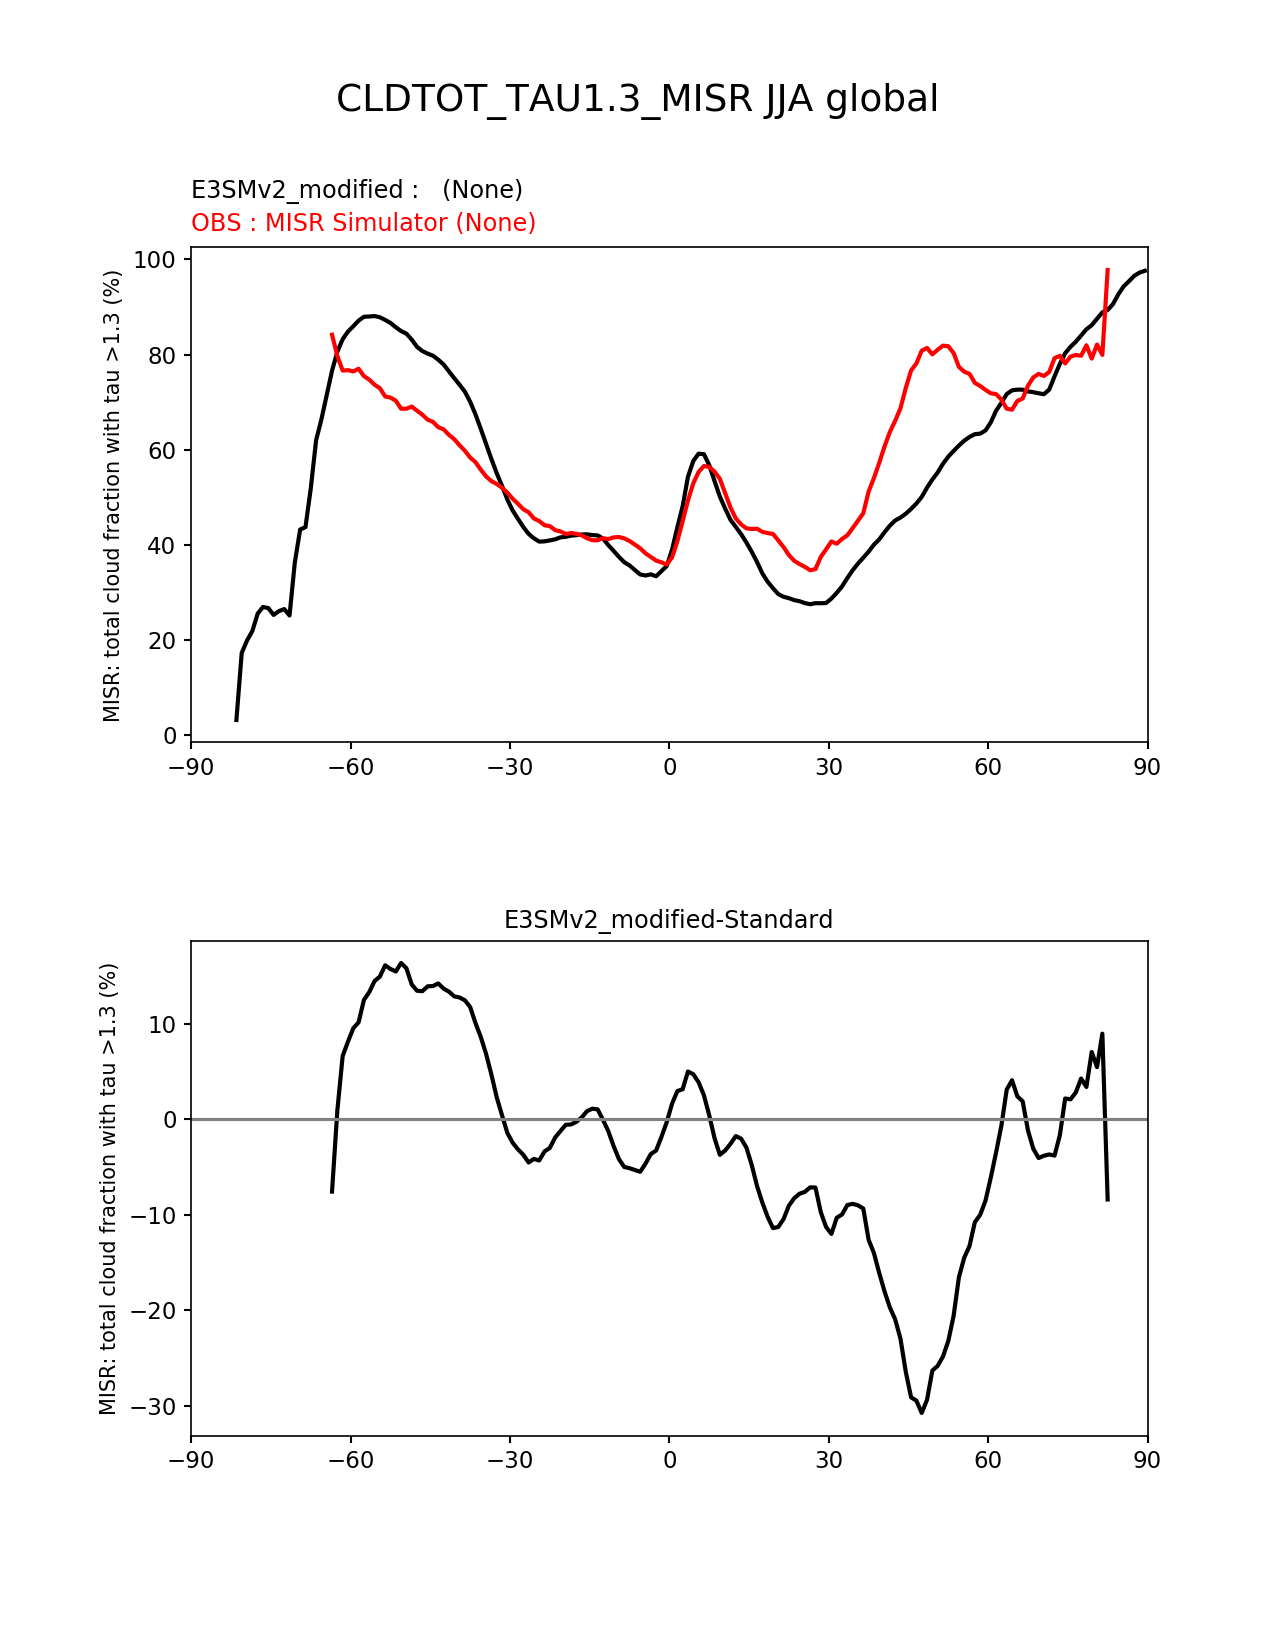 CLDTOT_TAU1.3_MISR JJA global
E3SMv2_modified :   (None)
OBS : MISR Simulator (None)
MISR: total cloud fraction with tau >1.3 (%)
100
80
60
40
20
0
−90 −60 −30 0 30 60 90
E3SMv2_modified-Standard
MISR: total cloud fraction with tau >1.3 (%)
10
0
−10
−20
−30
−90 −60 −30 0 30 60 90